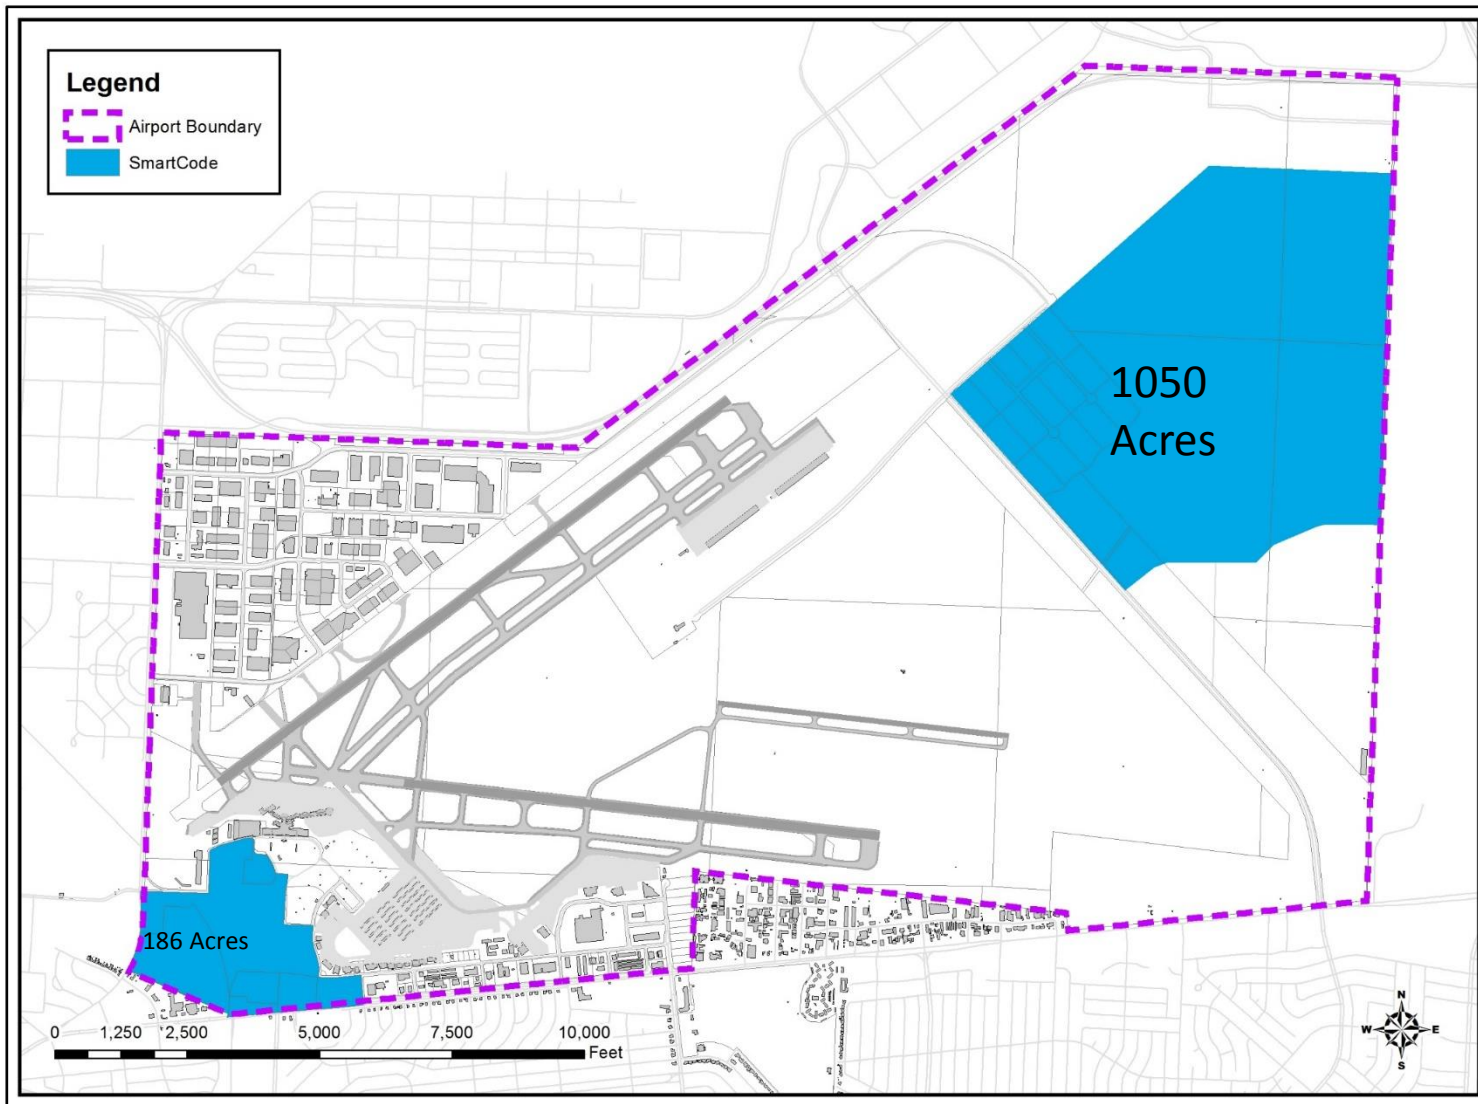 Legend
Airport Boundary
SmartCode
1050
Acres
186 Acres
0 1,250 2,500 5,000 7,500 10,000
Feet
N
W E
S